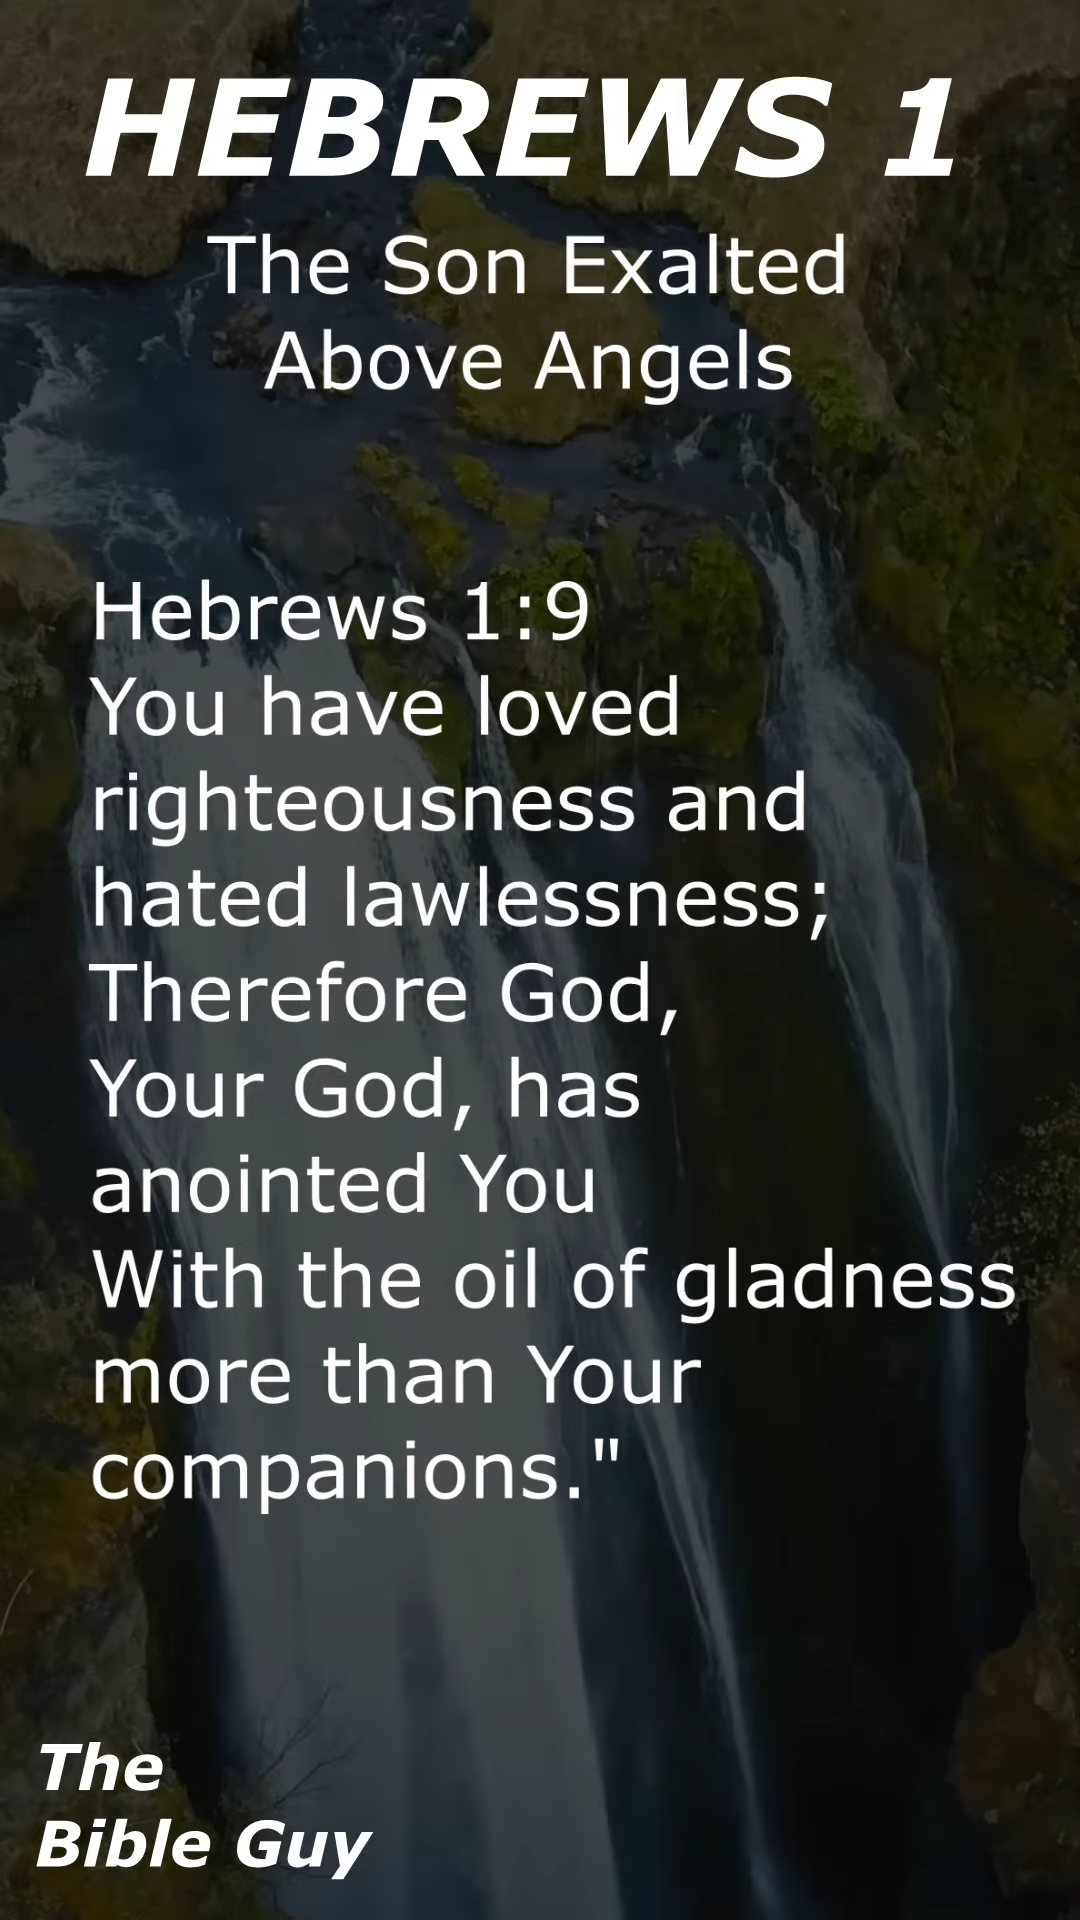 HEBREWS 1
The Son Exalted
Above Angels
Hebrews 1:9
You have loved
righteousness and
hated lawlessness;
Therefore God,
Your God, has
anointed You
With the oil of gladness
more than Your
companions."
The
Bible Guy